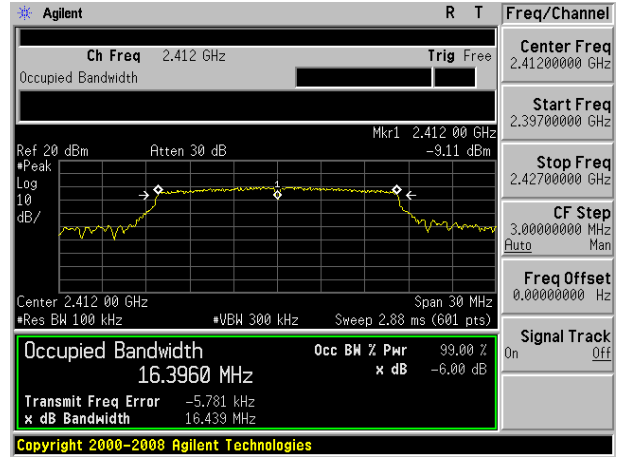 Agilent R T Freq/Channel
Ch Freq 2.412 GHz Trig Free
Occupied Bandwidth
Center Freq
2.41200000 GHz
Start Freq
2.39700000 GHz
Stop Freq
2.42700000 GHz
CF Step
3.00000000 MHz
Auto Man
Freq Offset
0.00000000 Hz
Signal Track
On Off
Mkr1 2.412 00 GHz
Ref 20 dBm Atten 30 dB -9.11 dBm
#Peak
Log
10
dB/
1
Center 2.412 00 GHz Span 30 MHz
#Res BW 100 kHz #VBW 300 kHz Sweep 2.88 ms (601 pts)
Occupied Bandwidth Occ BW % Pwr 99.00 %
16.3960 MHz x dB -6.00 dB
Transmit Freq Error -5.781 kHz
x dB Bandwidth 16.439 MHz
Copyright 2000-2008 Agilent Technologies